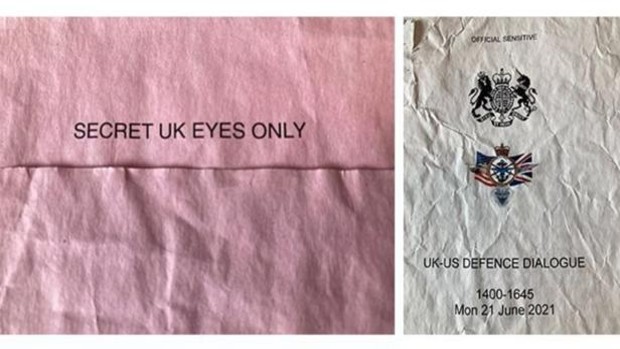 SECRET UK EYES ONLY
OFFICIAL SENSITIVE
UK-US DEFENCE DIALOGUE
1400-1645
Mon 21 June 2021